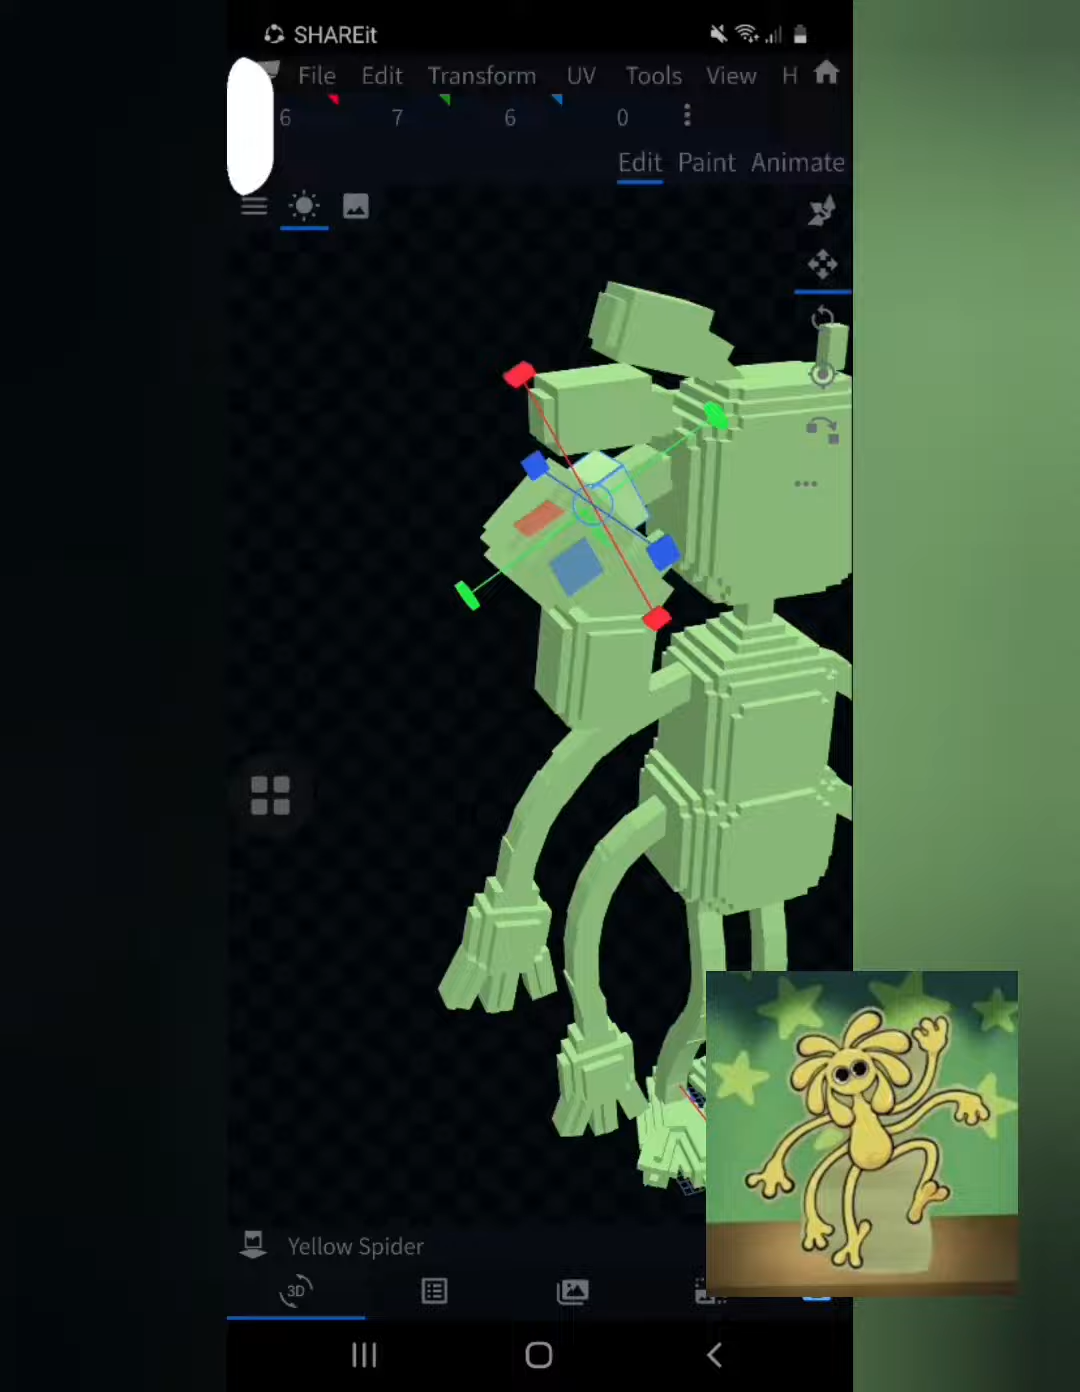 SHAREit
File Edit Transform UV Tools View H
6 7 6 0
Edit Paint Animate
3D
Yellow Spider